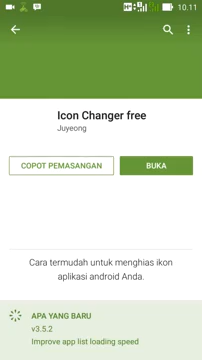 10.11
Icon Changer free
Juyeong
COPOT PEMASANGAN
BUKA
Cara termudah untuk menghias ikon
aplikasi android Anda.
APA YANG BARU
v3.5.2
Improve app list loading speed